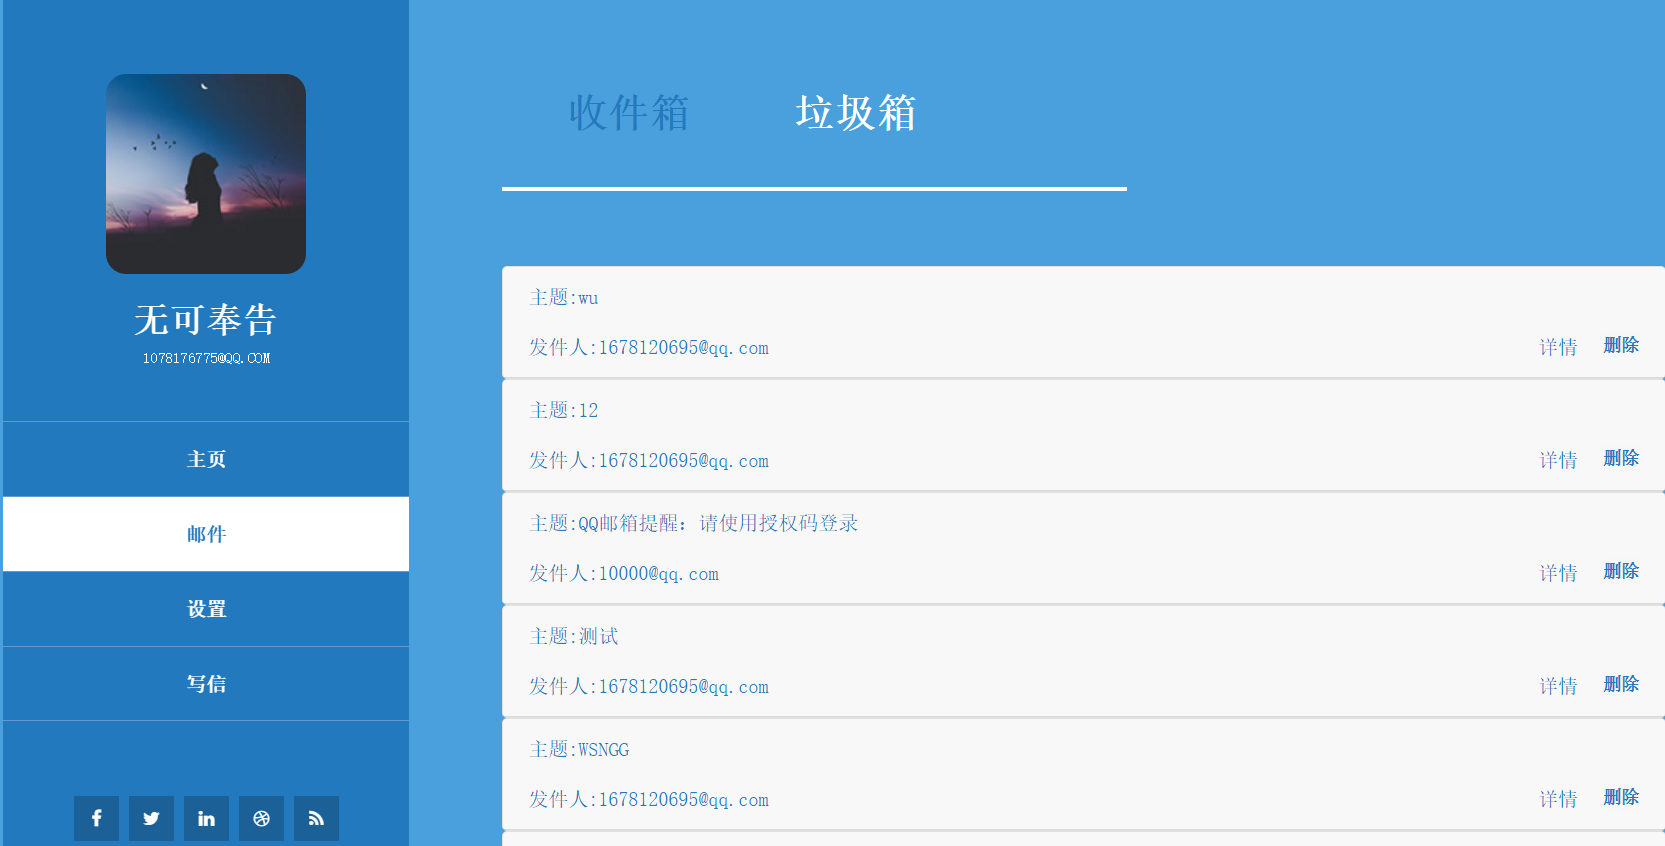 无可奉告
1078176775@QQ.COM
主页
邮件
设置
写信
收件箱 垃圾箱
主题:wu
发件人:1678120695@qq.com 详情 删除
主题:12
发件人:1678120695@qq.com 详情 删除
主题:QQ邮箱提醒：请使用授权码登录
发件人:10000@qq.com 详情 删除
主题:测试
发件人:1678120695@qq.com 详情 删除
主题:WSNGG
发件人:1678120695@qq.com 详情 删除